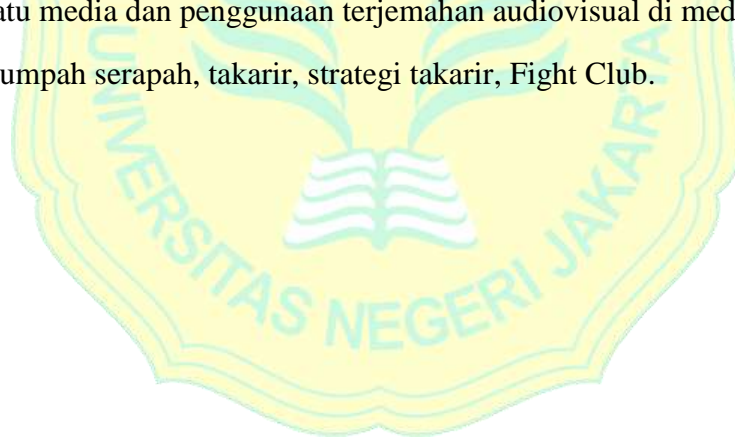 atu media dan penggunaan terjemahan audiovisual di med
umpah serapah, takarir, strategi takarir, Fight Club.
UNIVERSITAS NEGERI JAKARTA